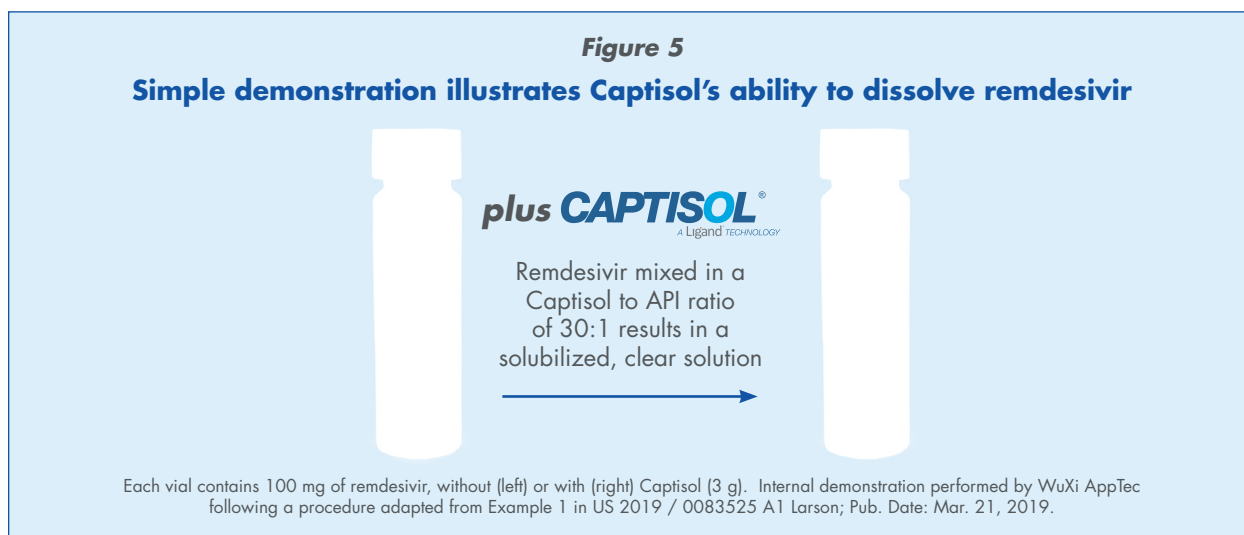 Figure 5
Simple demonstration illustrates Captisol’s ability to dissolve remdesivir
plus CAPTISOL®
A Ligand TECHNOLOGY
Remdesivir mixed in a
Captisol to API ratio
of 30:1 results in a
solubilized, clear solution
Each vial contains 100 mg of remdesivir, without (left) or with (right) Captisol (3 g).  Internal demonstration performed by WuXi AppTec
following a procedure adapted from Example 1 in US 2019 / 0083525 A1 Larson; Pub. Date: Mar. 21, 2019.